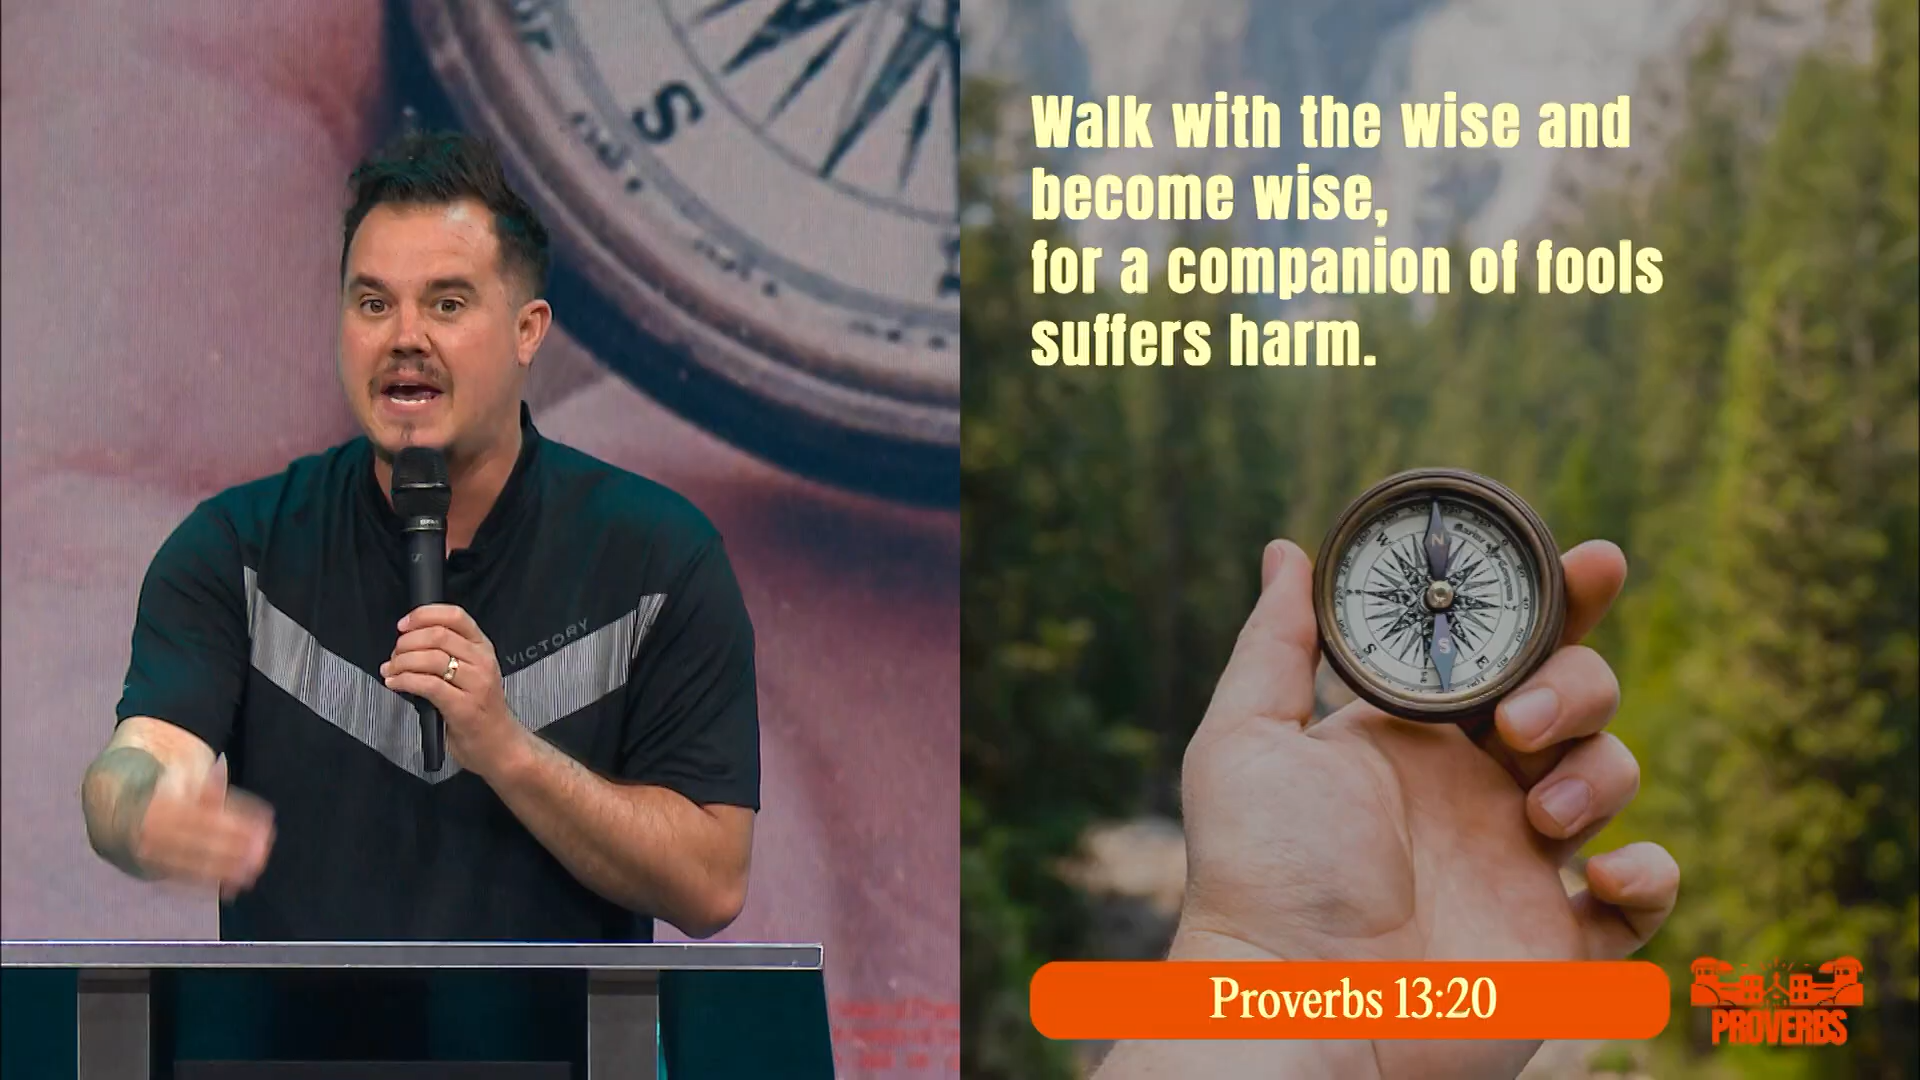 S
VICTORY
Walk with the wise and
become wise,
for a companion of fools
suffers harm.
N
W
S
E
S
Proverbs 13:20
PROVERBS